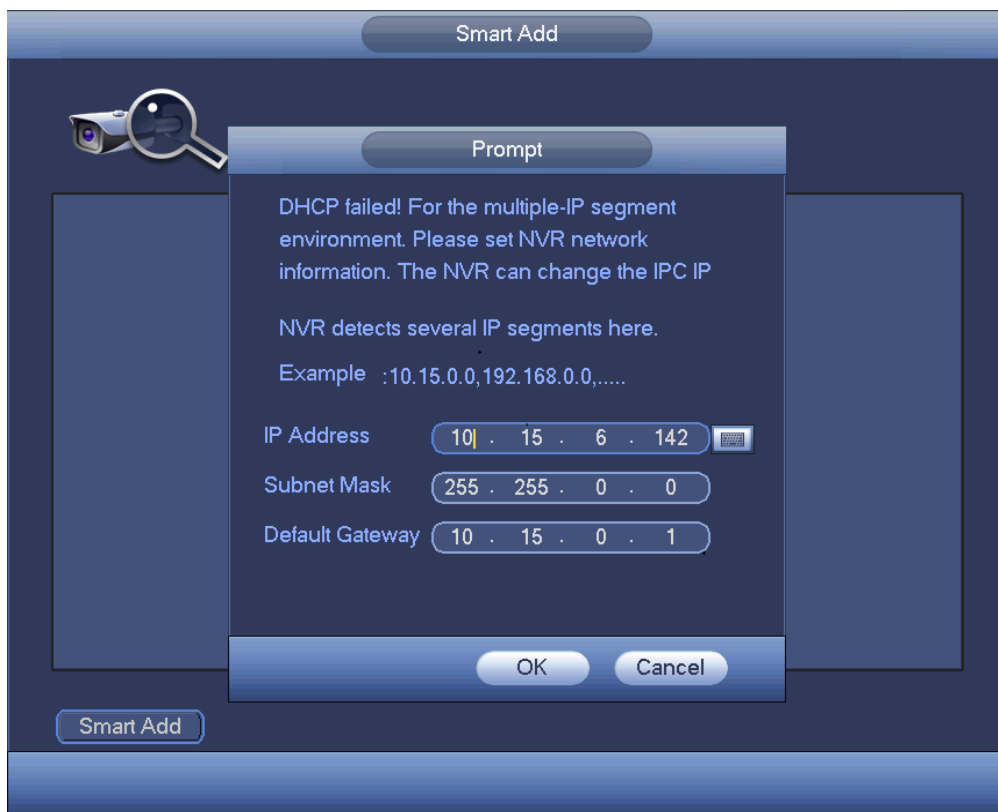 Smart Add
Prompt
DHCP failed! For the multiple-IP segment
environment. Please set NVR network
information. The NVR can change the IPC IP
NVR detects several IP segments here.
Example :10.15.0.0,192.168.0.0,.....
IP Address 10 . 15 . 6 . 142
Subnet Mask 255 . 255 . 0 . 0
Default Gateway 10 . 15 . 0 . 1
OK Cancel
Smart Add